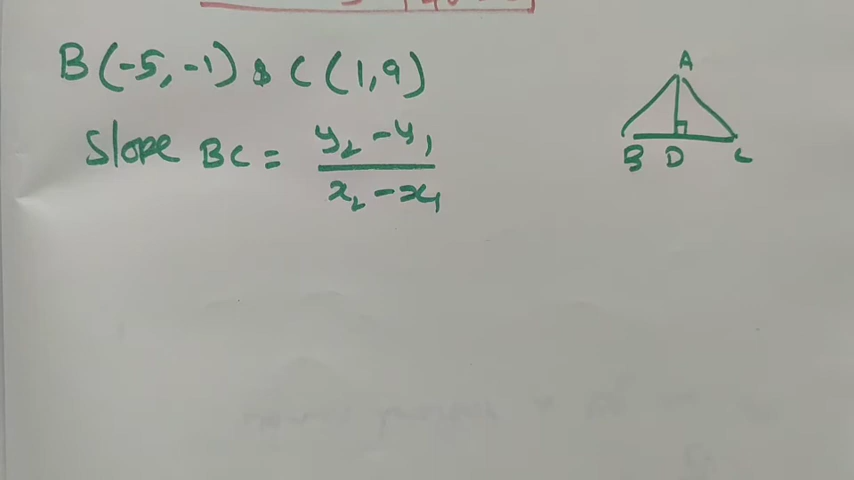 B(-5, -1) & C(1, 9)
Slope BC = y₂ - y₁ / x₂ - x₁
A
B D C